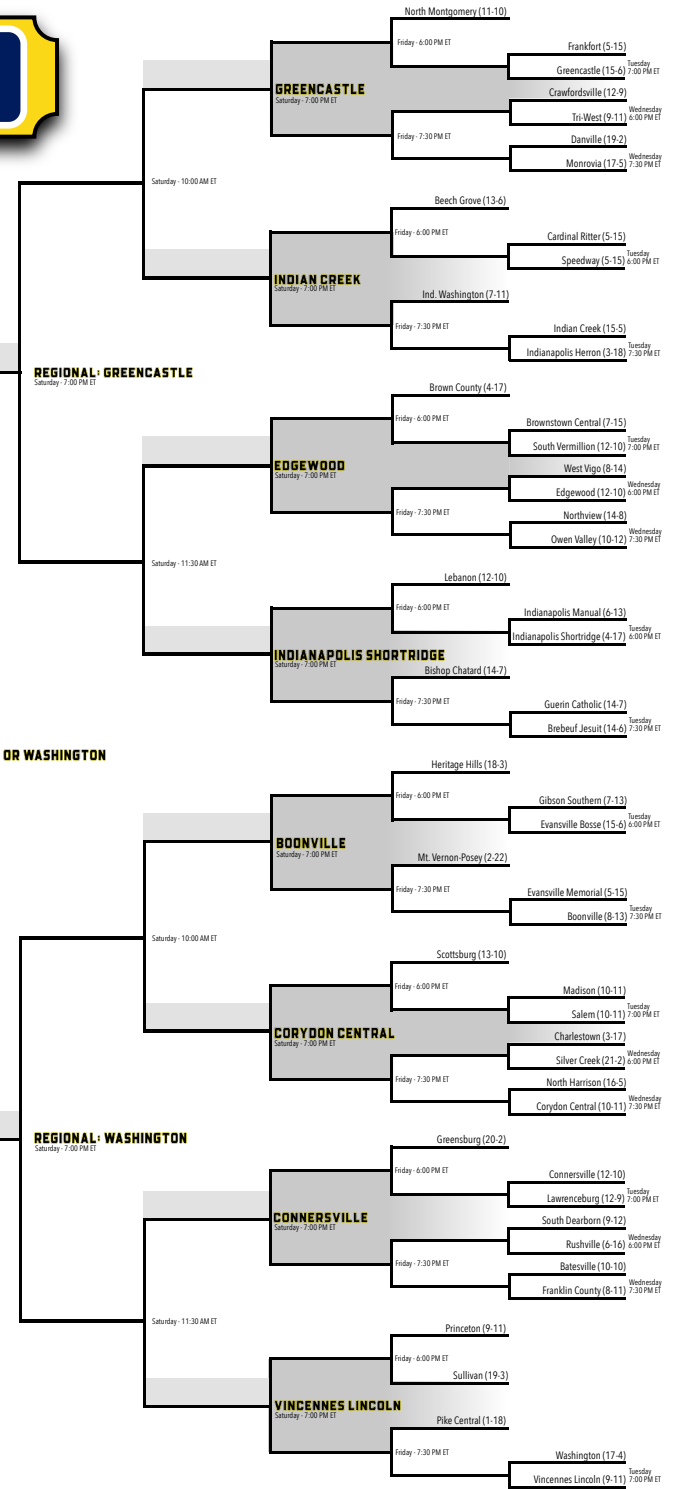 North Montgomery (11-10)
Friday - 6:00 PM ET
Frankfort (5-15)
Greencastle (15-6)
Tuesday
7:00 PM ET
GREENCASTLE
Saturday - 7:00 PM ET
Crawfordsville (12-9)
Tri-West (9-11)
Wednesday
6:00 PM ET
Friday - 7:30 PM ET
Danville (19-2)
Monrovia (17-5)
Wednesday
7:30 PM ET
Saturday - 10:00 AM ET
Beech Grove (13-6)
Friday - 6:00 PM ET
Cardinal Ritter (5-15)
Speedway (5-15)
Tuesday
6:00 PM ET
INDIAN CREEK
Saturday - 7:00 PM ET
Ind. Washington (7-11)
Friday - 7:30 PM ET
Indian Creek (15-5)
Indianapolis Herron (3-18)
Tuesday
7:30 PM ET
REGIONAL: GREENCASTLE
Saturday - 7:00 PM ET
Brown County (4-17)
Friday - 6:00 PM ET
Brownstown Central (7-15)
South Vermillion (12-10)
Tuesday
7:00 PM ET
EDGEWOOD
Saturday - 7:00 PM ET
West Vigo (8-14)
Edgewood (12-10)
Wednesday
6:00 PM ET
Friday - 7:30 PM ET
Northview (14-8)
Owen Valley (10-12)
Wednesday
7:30 PM ET
Saturday - 11:30 AM ET
Lebanon (12-10)
Friday - 6:00 PM ET
Indianapolis Manual (6-13)
Indianapolis Shortridge (4-17)
Tuesday
6:00 PM ET
INDIANAPOLIS SHORTRIDGE
Saturday - 7:00 PM ET
Bishop Chatard (14-7)
Friday - 7:30 PM ET
Guerin Catholic (14-7)
Brebeuf Jesuit (14-6)
Tuesday
7:30 PM ET
OR WASHINGTON
Heritage Hills (18-3)
Friday - 6:00 PM ET
Gibson Southern (7-13)
Evansville Bosse (15-6)
Tuesday
6:00 PM ET
BOONVILLE
Saturday - 7:00 PM ET
Mt. Vernon-Posey (2-22)
Friday - 7:30 PM ET
Evansville Memorial (5-15)
Boonville (8-13)
Tuesday
7:30 PM ET
Saturday - 10:00 AM ET
Scottsburg (13-10)
Friday - 6:00 PM ET
Madison (10-11)
Salem (10-11)
Tuesday
7:00 PM ET
CORYDON CENTRAL
Saturday - 7:00 PM ET
Charlestown (3-17)
Silver Creek (21-2)
Wednesday
6:00 PM ET
Friday - 7:30 PM ET
North Harrison (16-5)
Corydon Central (10-11)
Wednesday
7:30 PM ET
REGIONAL: WASHINGTON
Saturday - 7:00 PM ET
Greensburg (20-2)
Friday - 6:00 PM ET
Connersville (12-10)
Lawrenceburg (12-9)
Tuesday
7:00 PM ET
CONNERSVILLE
Saturday - 7:00 PM ET
South Dearborn (9-12)
Rushville (6-16)
Wednesday
6:00 PM ET
Friday - 7:30 PM ET
Batesville (10-10)
Franklin County (8-11)
Wednesday
7:30 PM ET
Saturday - 11:30 AM ET
Princeton (9-11)
Friday - 6:00 PM ET
Sullivan (19-3)
VINCENNES LINCOLN
Saturday - 7:00 PM ET
Pike Central (1-18)
Friday - 7:30 PM ET
Washington (17-4)
Vincennes Lincoln (9-11)
Tuesday
7:00 PM ET